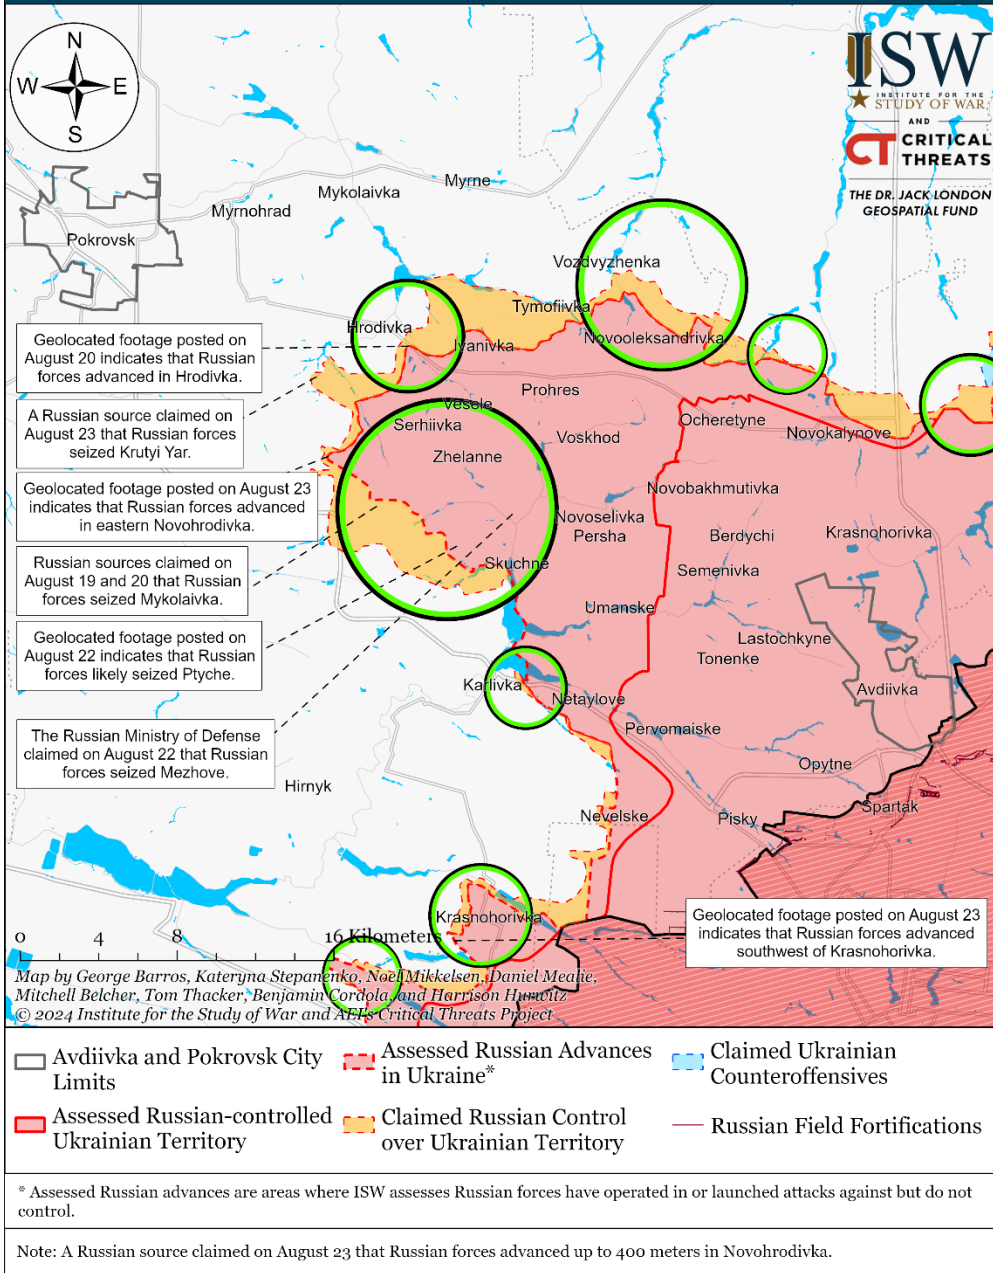 N
W
E
S
ISW
INSTITUTE FOR THE
STUDY OF WAR
AND
CT CRITICAL
THREATS
THE DR. JACK LONDON
GEOSPATIAL FUND
Myrne
Mykolaivka
Myrnohrad
Pokrovsk
Vozdvyzhenka
Tymofiivka
Hrodivka
Ivanivka
Novooleksandrivka
Geolocated footage posted on
August 20 indicates that Russian
forces advanced in Hrodivka.
Prohres
Vesele
Serhiivka
Ocheretyne
Novokalynove
Voskhod
A Russian source claimed on
August 23 that Russian forces
seized Krutyi Yar.
Zhelanne
Novobakhmutivka
Geolocated footage posted on August 23
indicates that Russian forces advanced
in eastern Novohrodivka.
Novoselivka
Persha
Berdychi
Krasnohorivka
Russian sources claimed on
August 19 and 20 that Russian
forces seized Mykolaivka.
Skuchne
Semenivka
Umanske
Geolocated footage posted on
August 22 indicates that Russian
forces likely seized Ptyche.
Lastochkyne
Tonenke
Karlivka
Netaylove
Avdiivka
The Russian Ministry of Defense
claimed on August 22 that Russian
forces seized Mezhove.
Pervomaiske
Opytne
Hirnyk
Nevelske
Pisky
Spartak
Krasnohorivka
Geolocated footage posted on August 23
indicates that Russian forces advanced
southwest of Krasnohorivka.
0 4 8 16 Kilometers
Map by George Barros, Kateryna Stepanenko, Noel Mikkelsen, Daniel Mealie,
Mitchell Belcher, Tom Thacker, Benjamin Cordola, and Harrison Hurwitz
© 2024 Institute for the Study of War and AEI's Critical Threats Project
Avdiivka and Pokrovsk City
Limits
Assessed Russian Advances
in Ukraine*
Claimed Ukrainian
Counteroffensives
Assessed Russian-controlled
Ukrainian Territory
Claimed Russian Control
over Ukrainian Territory
Russian Field Fortifications
* Assessed Russian advances are areas where ISW assesses Russian forces have operated in or launched attacks against but do not
control.
Note: A Russian source claimed on August 23 that Russian forces advanced up to 400 meters in Novohrodivka.